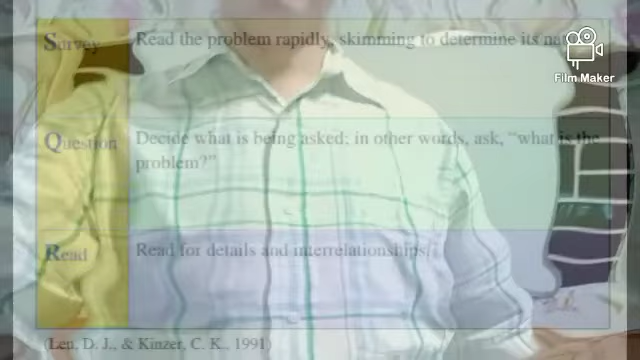 Survey
Read the problem rapidly, skimming to determine its
Film Maker
Question
Decide what is being asked; in other words, ask, "what is the
problem?"
Read
Read for details and interrelationships.
(Leu, D. J., & Kinzer, C. K., 1991)